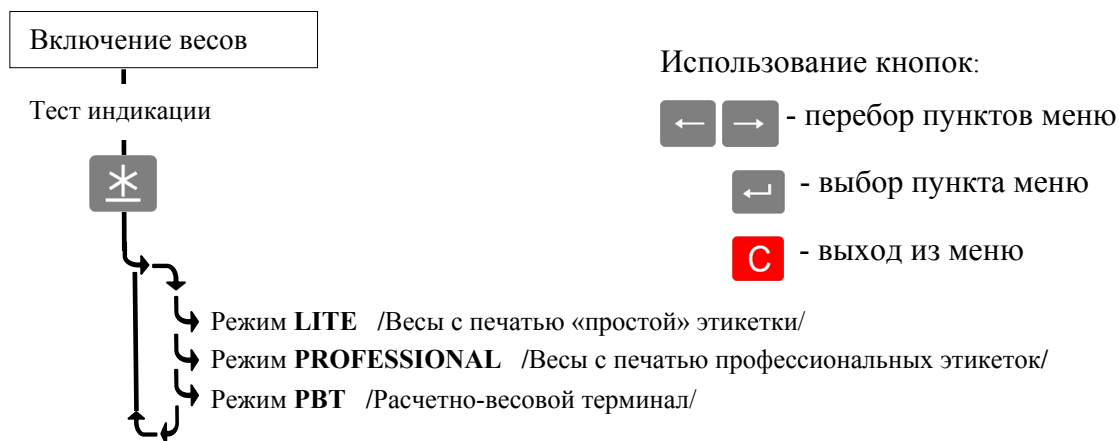 Включение весов
Тест индикации
Использование кнопок:
- перебор пунктов меню
- выбор пункта меню
C - выход из меню
Режим LITE /Весы с печатью «простой» этикетки/
Режим PROFESSIONAL /Весы с печатью профессиональных этикеток/
Режим РВТ /Расчетно-весовой терминал/